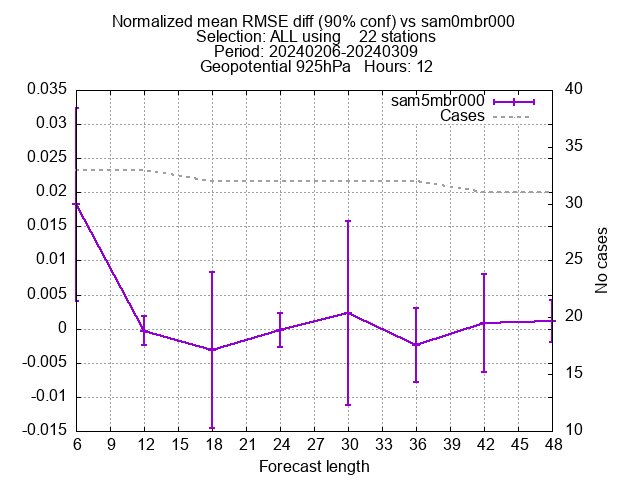 Normalized mean RMSE diff (90% conf) vs sam0mbr000
Selection: ALL using    22 stations
Period: 20240206-20240309
Geopotential 925hPa   Hours: 12
0.035
0.03
0.025
0.02
0.015
0.01
0.005
0
-0.005
-0.01
-0.015
sam5mbr000
Cases
40
35
30
25
20
15
10
No cases
6 9 12 15 18 21 24 27 30 33 36 39 42 45 48
Forecast length